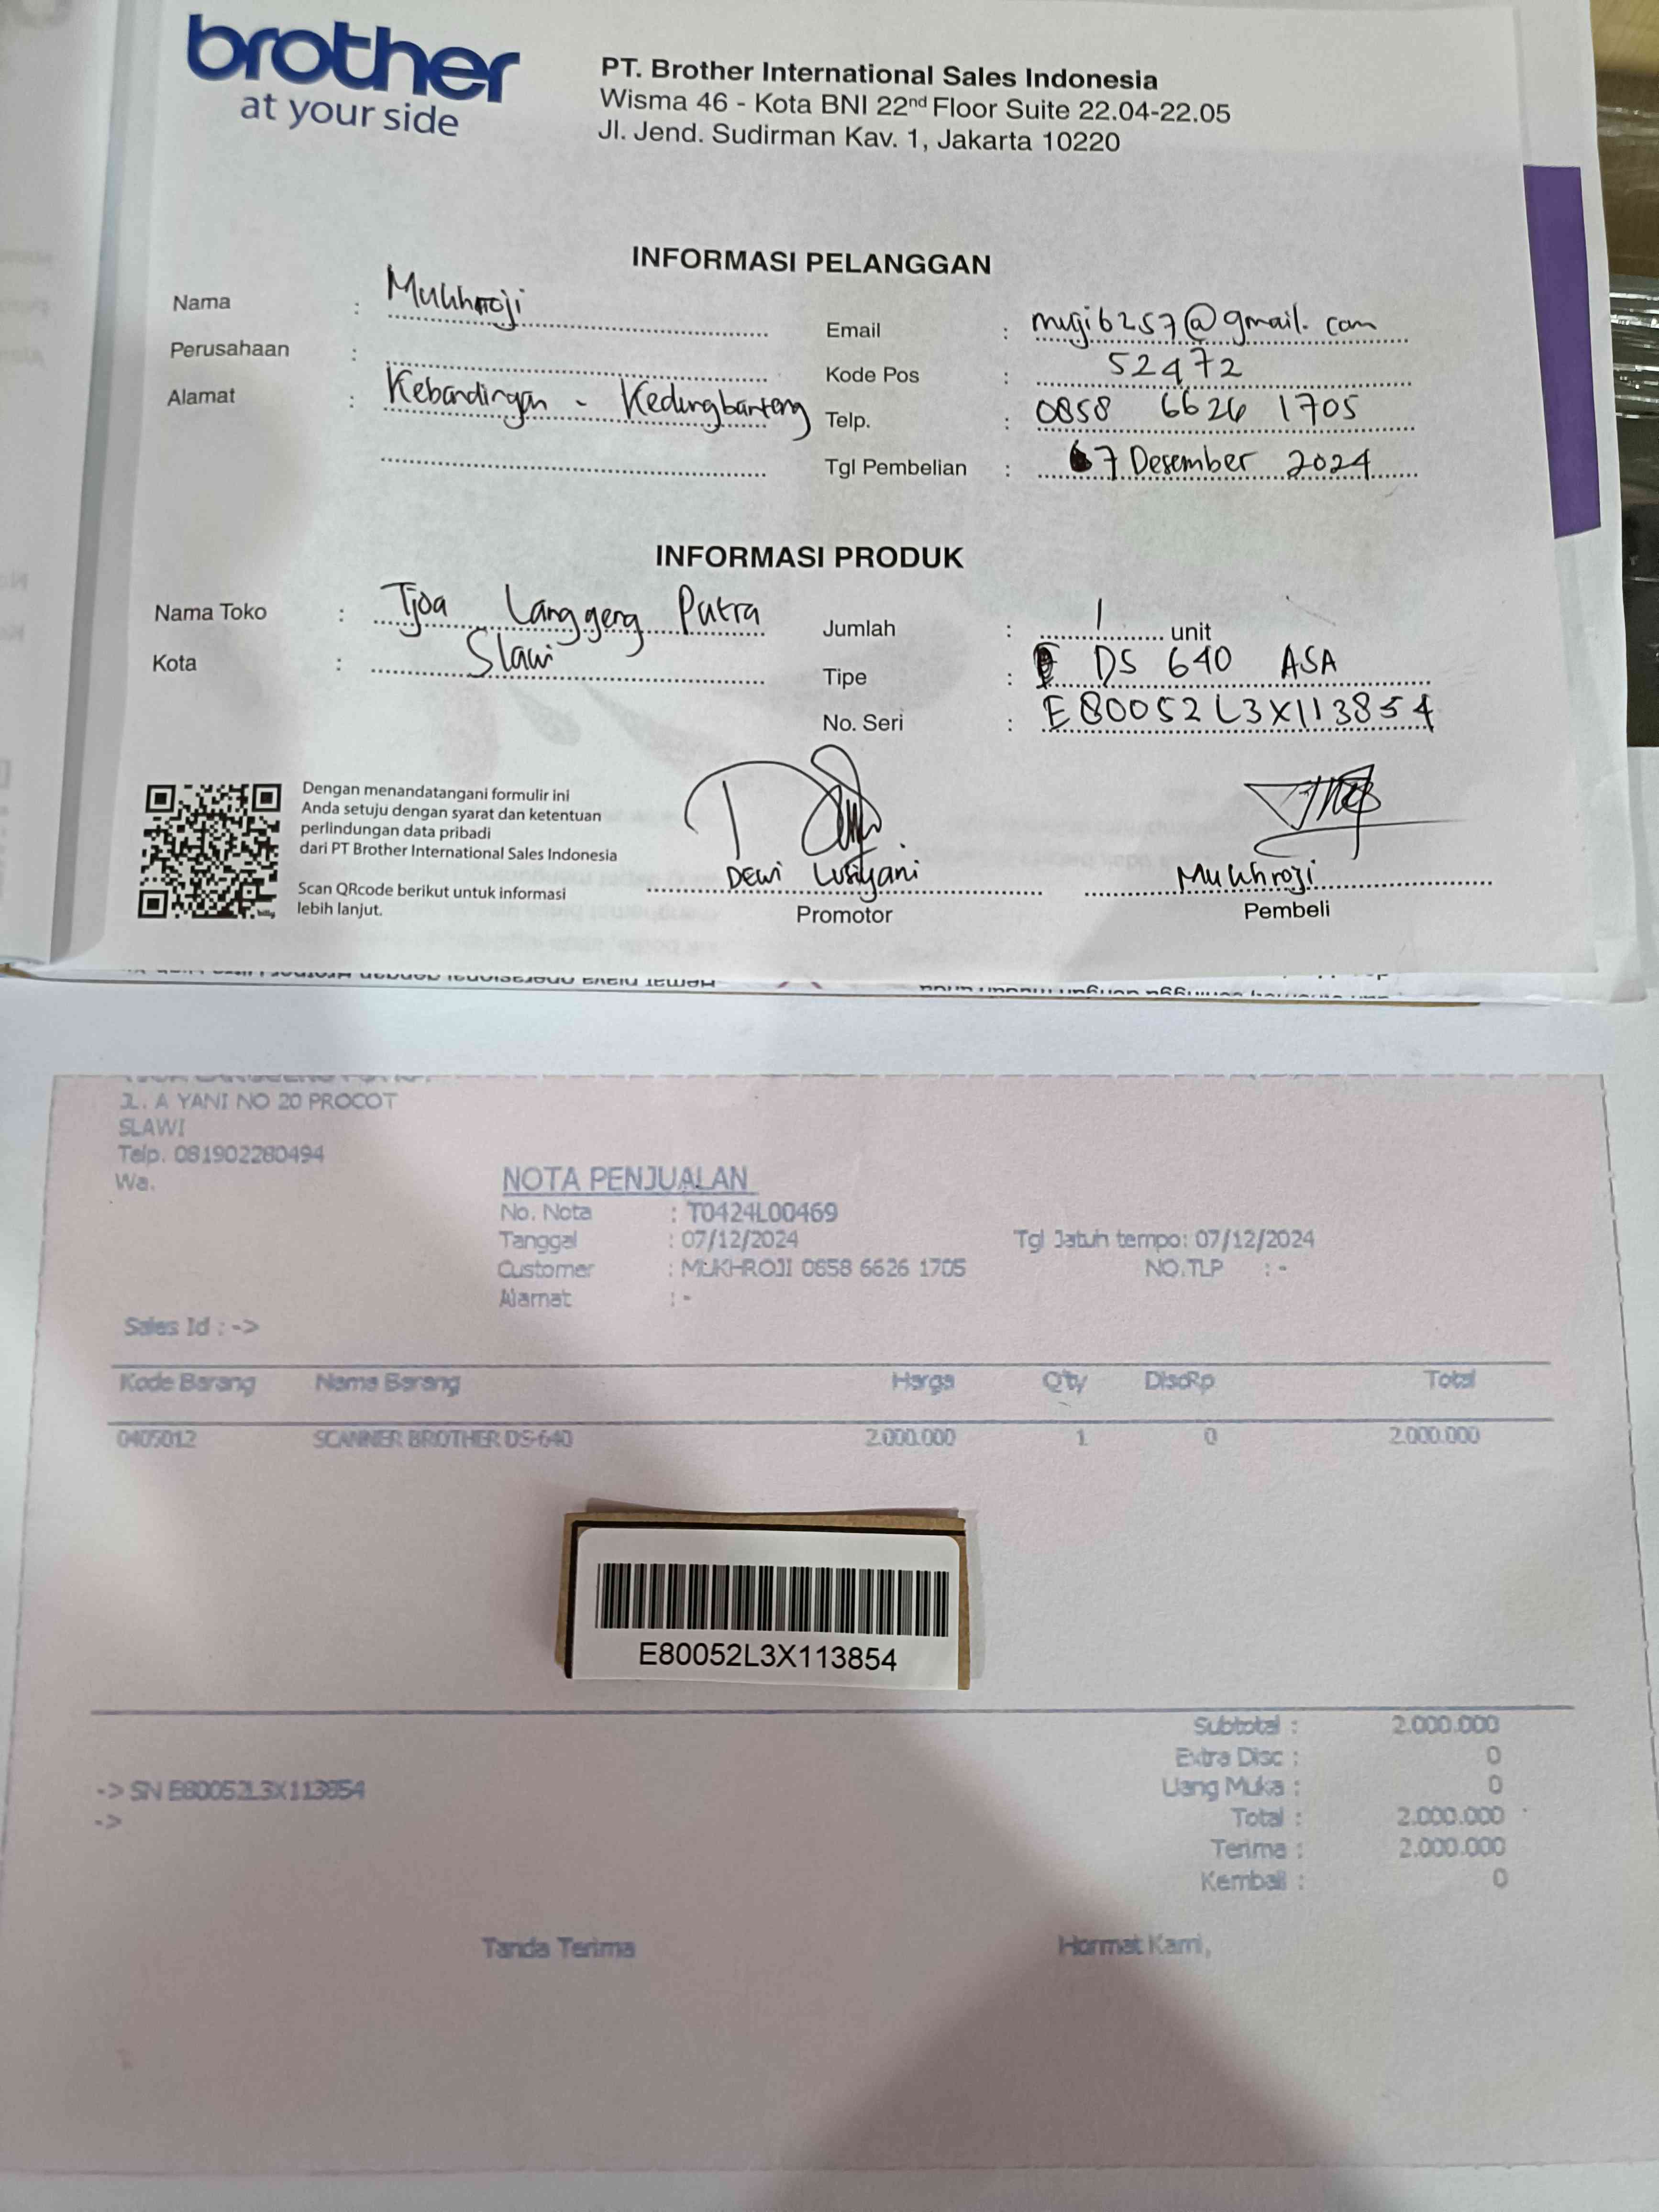 brother
at your side
PT. Brother International Sales Indonesia
Wisma 46 - Kota BNI 22nd Floor Suite 22.04-22.05
Jl. Jend. Sudirman Kav. 1, Jakarta 10220
INFORMASI PELANGGAN
Nama : Mukhroji
Perusahaan :
Alamat : Kebandingan - Kedungbanteng
Email : mugi6257@gmail.com
Kode Pos : 52472
Telp. : 0858 6626 1705
Tgl Pembelian : 7 Desember 2024
INFORMASI PRODUK
Nama Toko : Tjoa Langgeng Putra
Kota : Slawi
Jumlah : 1 unit
Tipe : DS 640 ASA
No. Seri : E80052L3X113854
Dengan menandatangani formulir ini
Anda setuju dengan syarat dan ketentuan
perlindungan data pribadi
dari PT Brother International Sales Indonesia
Scan QRcode berikut untuk informasi
lebih lanjut.
Dewi Lusiyani
Promotor
Mukhroji
Pembeli
JL. A YANI NO 20 PROCOT
SLAWI
Telp. 081902280494
Wa.
NOTA PENJUALAN
No. Nota : T0424L00469
Tanggal : 07/12/2024 Tgl Jatuh tempo: 07/12/2024
Customer : MUKHROJI 0858 6626 1705 NO.TLP : -
Alamat : -
Sales Id : ->
Kode Barang Nama Barang Harga Qty DiscRp Total
0405012 SCANNER BROTHER DS-640 2.000.000 1 0 2.000.000
E80052L3X113854
Subtotal : 2.000.000
Extra Disc : 0
Uang Muka : 0
Total : 2.000.000
Terima : 2.000.000
Kembali : 0
-> SN E80052L3X113854
->
Tanda Terima Hormat Kami,